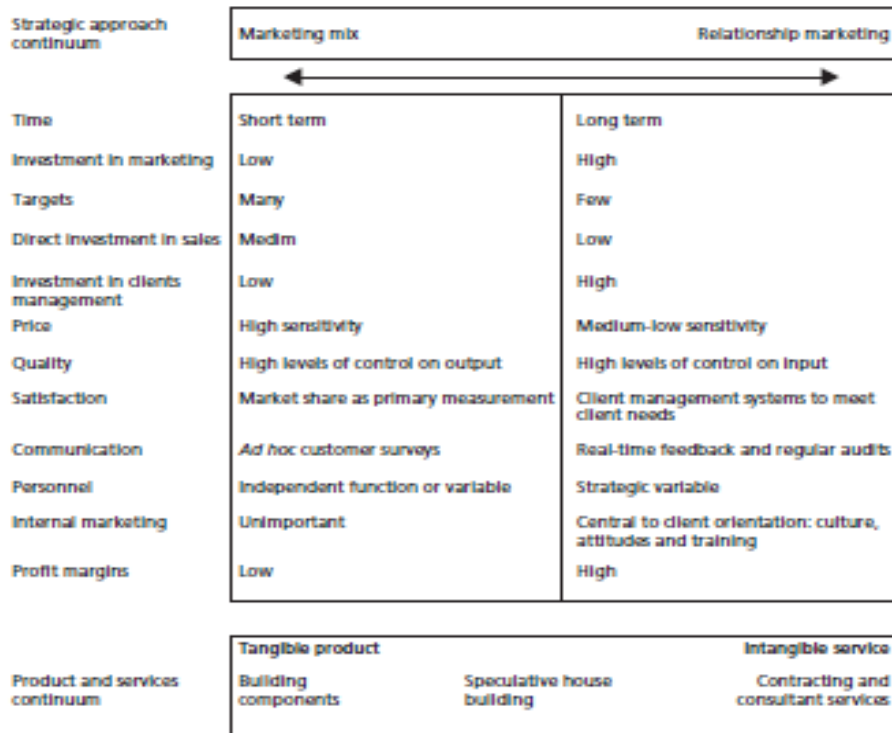 Strategic approach
continuum
Marketing mix Relationship marketing
Time Short term Long term
Investment in marketing Low High
Targets Many Few
Direct investment in sales Medim Low
Investment in clients
management Low High
Price High sensitivity Medium-low sensitivity
Quality High levels of control on output High levels of control on input
Satisfaction Market share as primary measurement Client management systems to meet
client needs
Communication Ad hoc customer surveys Real-time feedback and regular audits
Personnel Independent function or variable Strategic variable
Internal marketing Unimportant Central to client orientation: culture,
attitudes and training
Profit margins Low High
Tangible product Intangible service
Product and services Building Speculative house Contracting and
continuum components building consultant services